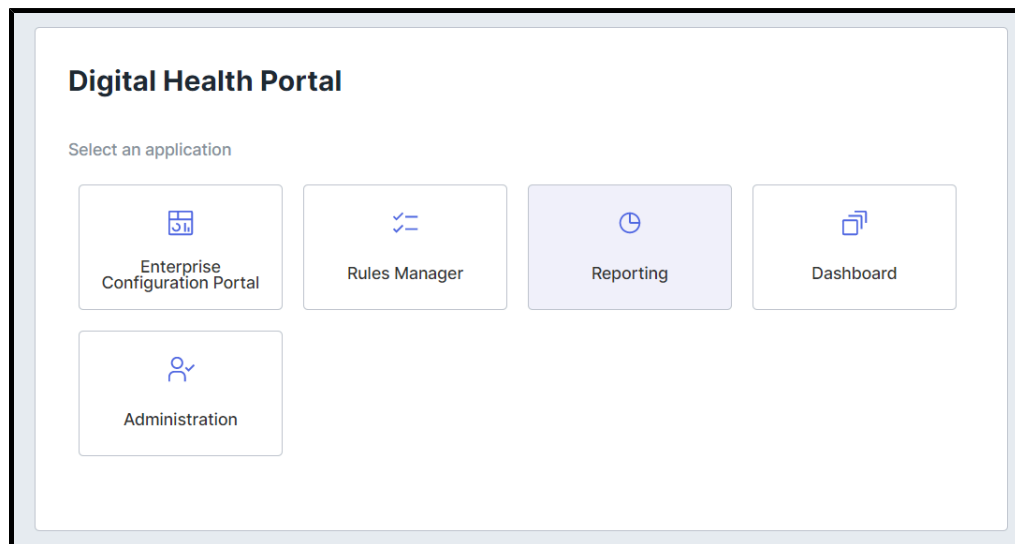 Digital Health Portal
Select an application
Enterprise
Configuration Portal
Rules Manager
Reporting
Dashboard
Administration